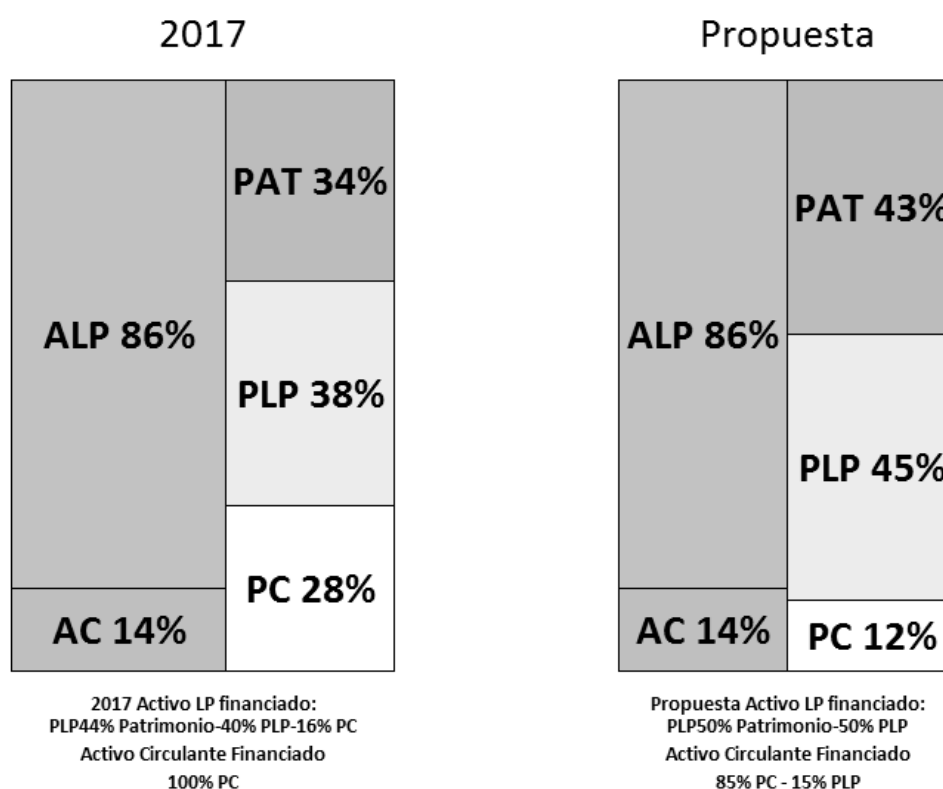 2017
PAT 34%
ALP 86%
PLP 38%
PC 28%
AC 14%
2017 Activo LP financiado:
PLP44% Patrimonio-40% PLP-16% PC
Activo Circulante Financiado
100% PC
Propuesta
PAT 43%
ALP 86%
PLP 45%
AC 14%
PC 12%
Propuesta Activo LP financiado:
PLP50% Patrimonio-50% PLP
Activo Circulante Financiado
85% PC - 15% PLP